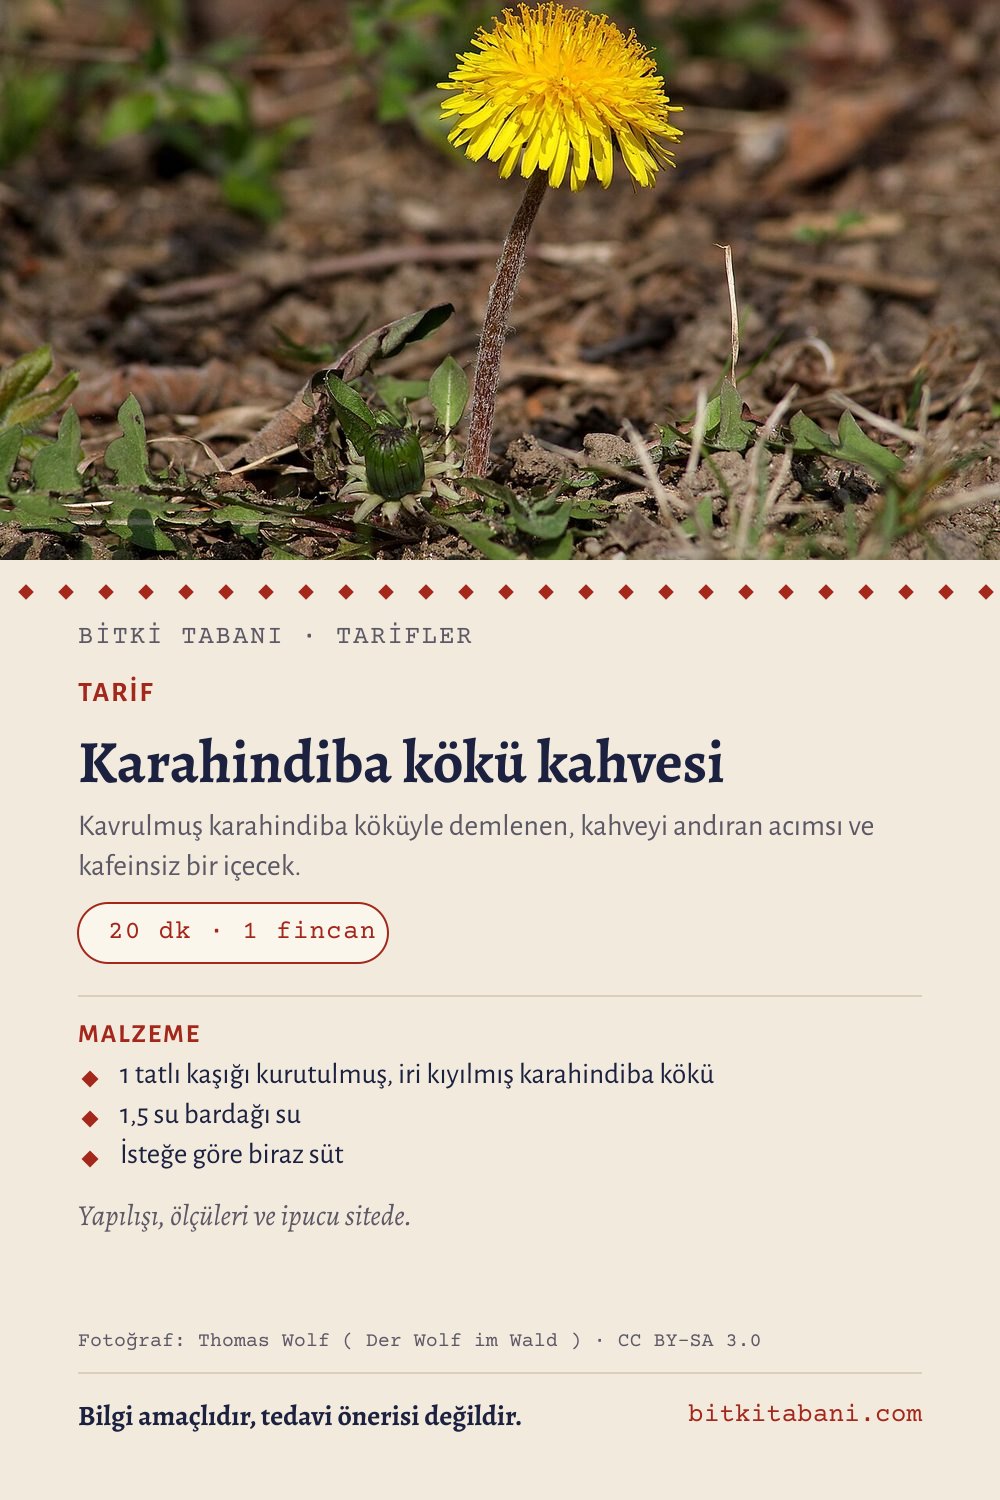 BİTKİ TABANI · TARİFLER
TARİF
Karahindiba kökü kahvesi
Kavrulmuş karahindiba köküyle demlenen, kahveyi andıran acımsı ve
kafeinsiz bir içecek.
20 dk · 1 fincan
MALZEME
1 tatlı kaşığı kurutulmuş, iri kıyılmış karahindiba kökü
1,5 su bardağı su
İsteğe göre biraz süt
Yapılışı, ölçüleri ve ipucu sitede.
Fotoğraf: Thomas Wolf ( Der Wolf im Wald ) · CC BY-SA 3.0
Bilgi amaçlıdır, tedavi önerisi değildir.
bitkitabani.com